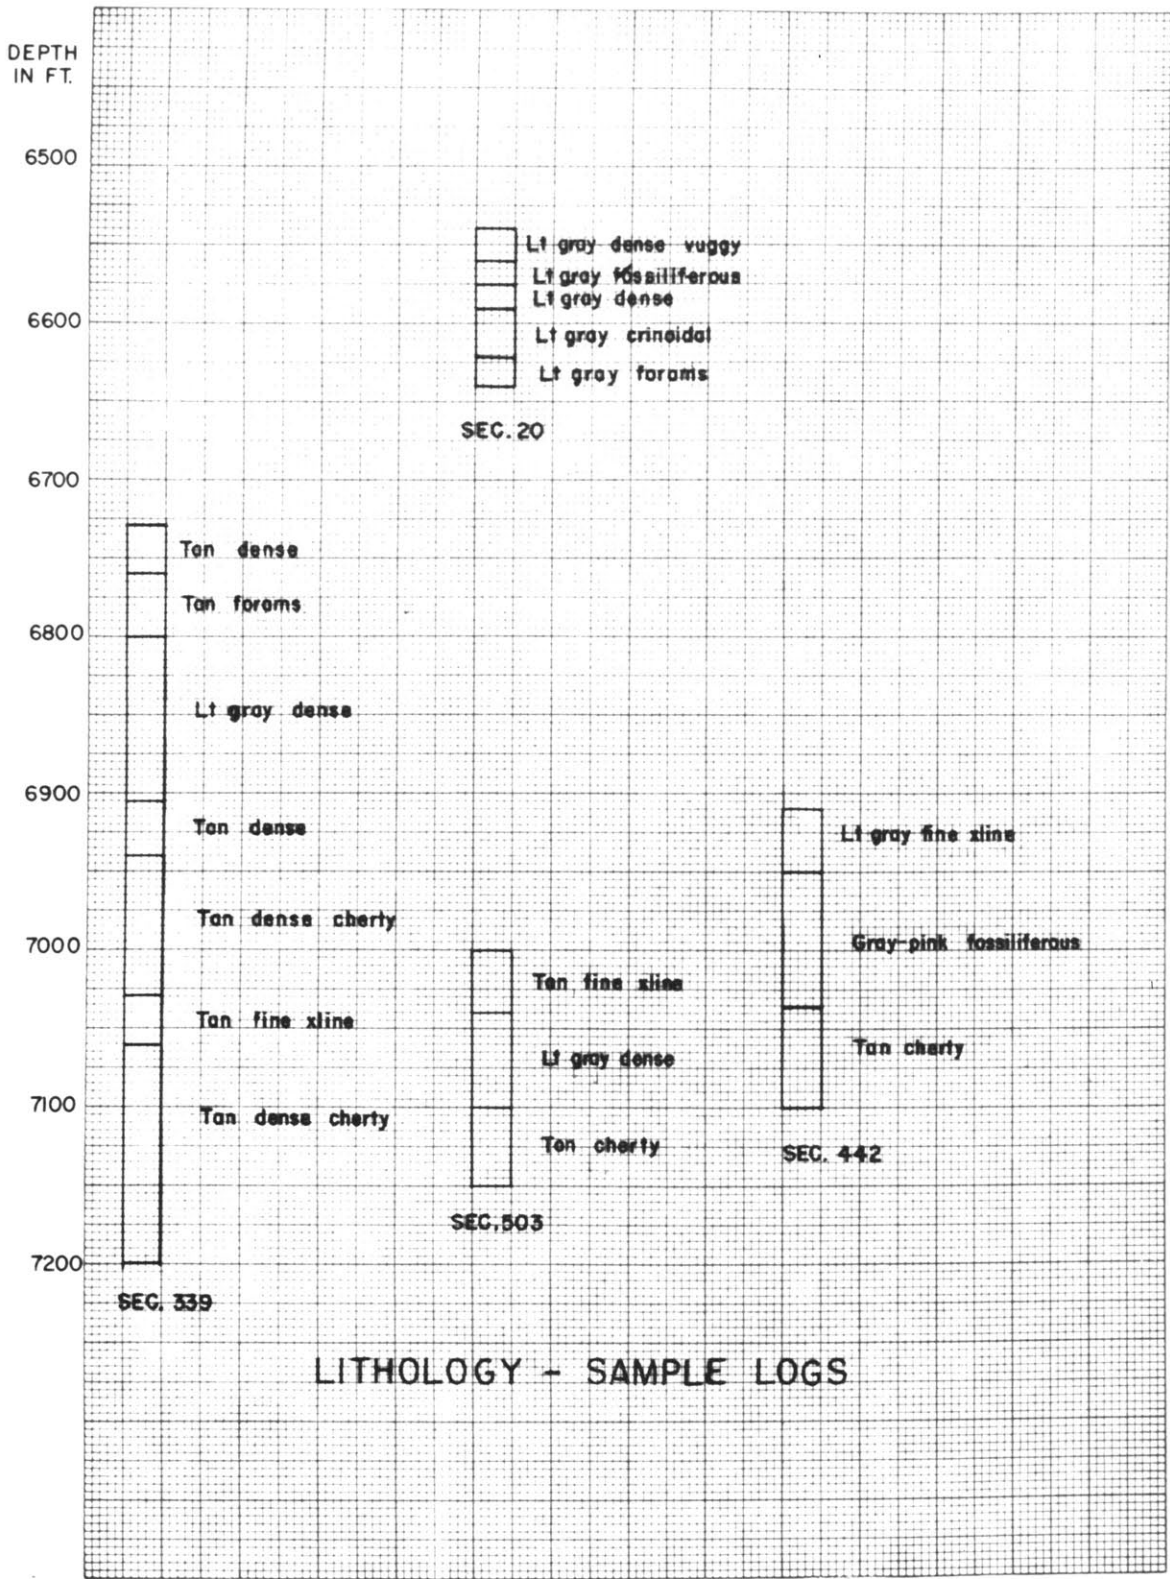 DEPTH
IN FT.
6500
6600
6700
6800
6900
7000
7100
7200
Lt gray dense vuggy
Lt gray fossiliferous
Lt gray dense
Lt gray crinoidal
Lt gray forams
SEC. 20
Tan dense
Tan forams
Lt gray dense
Tan dense
Tan dense cherty
Tan fine xline
Tan dense cherty
SEC. 339
Tan fine xline
Lt gray dense
Tan cherty
SEC. 503
Lt gray fine xline
Gray-pink fossiliferous
Tan cherty
SEC. 442
LITHOLOGY - SAMPLE LOGS